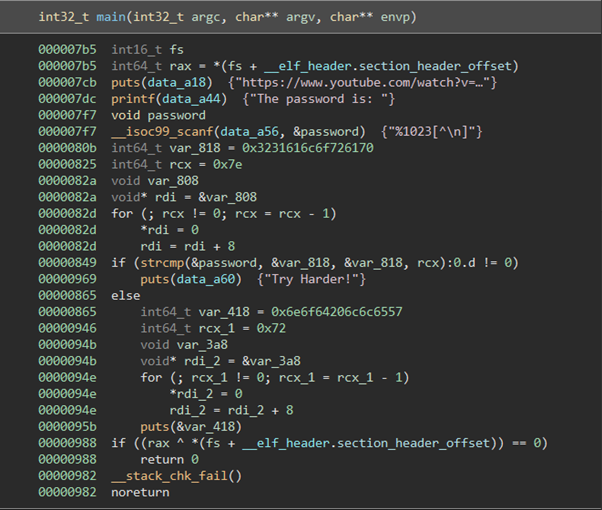 int32_t main(int32_t argc, char** argv, char** envp)
000007b5 int16_t fs
000007b5 int64_t rax = *(fs + __elf_header.section_header_offset)
000007cb puts(data_a18) {"https://www.youtube.com/watch?v=…"}
000007dc printf(data_a44) {"The password is: "}
000007f7 void password
000007f7 __isoc99_scanf(data_a56, &password) {"%1023[^\n]"}
0000080b int64_t var_818 = 0x3231616c6f726170
00000825 int64_t rcx = 0x7e
0000082a void var_808
0000082a void* rdi = &var_808
0000082d for (; rcx != 0; rcx = rcx - 1)
0000082d *rdi = 0
0000082d rdi = rdi + 8
00000849 if (strcmp(&password, &var_818, &var_818, rcx):0.d != 0)
00000969 puts(data_a60) {"Try Harder!"}
00000865 else
00000865 int64_t var_418 = 0x6e6f64206c6c6557
00000946 int64_t rcx_1 = 0x72
0000094b void var_3a8
0000094b void* rdi_2 = &var_3a8
0000094e for (; rcx_1 != 0; rcx_1 = rcx_1 - 1)
0000094e *rdi_2 = 0
0000094e rdi_2 = rdi_2 + 8
0000095b puts(&var_418)
00000988 if ((rax ^ *(fs + __elf_header.section_header_offset)) == 0)
00000988 return 0
00000982 __stack_chk_fail()
00000982 noreturn